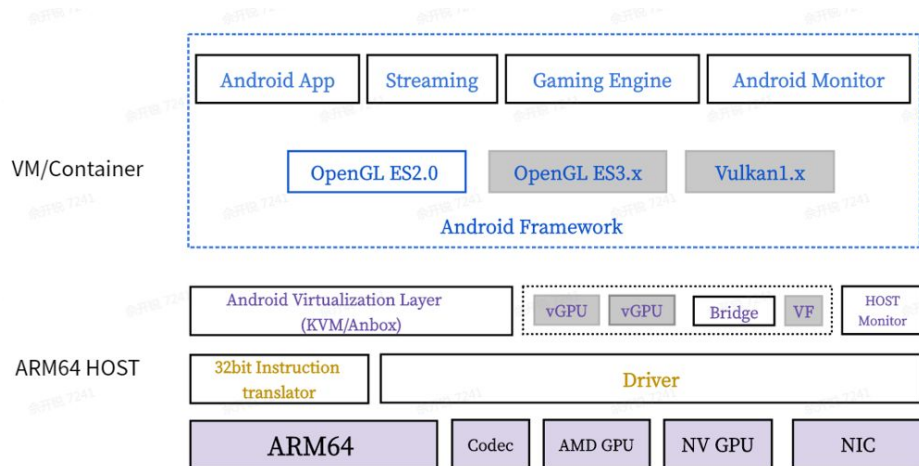 Android App
Streaming
Gaming Engine
Android Monitor
VM/Container
OpenGL ES2.0
OpenGL ES3.x
Vulkan1.x
Android Framework
Android Virtualization Layer
(KVM/Anbox)
vGPU
vGPU
Bridge
VF
HOST
Monitor
ARM64 HOST
32bit Instruction
translator
Driver
ARM64
Codec
AMD GPU
NV GPU
NIC